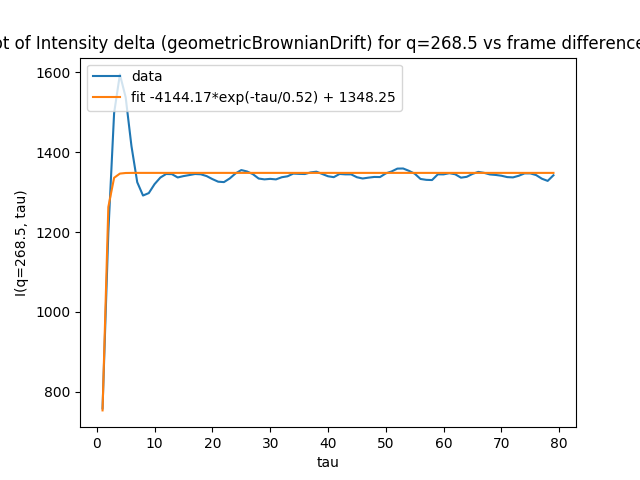 ot of Intensity delta (geometricBrownianDrift) for q=268.5 vs frame difference
data
fit -4144.17*exp(-tau/0.52) + 1348.25
I(q=268.5, tau)
1600
1400
1200
1000
800
0 10 20 30 40 50 60 70 80
tau